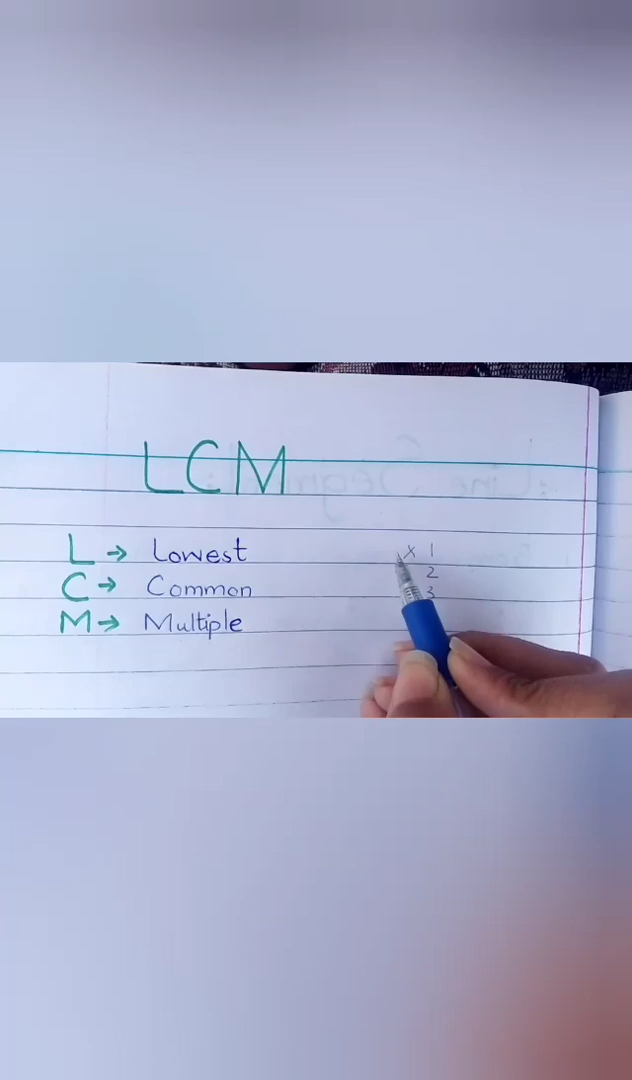 LCM
L → Lowest
C → Common
M → Multiple
x 1
2
3